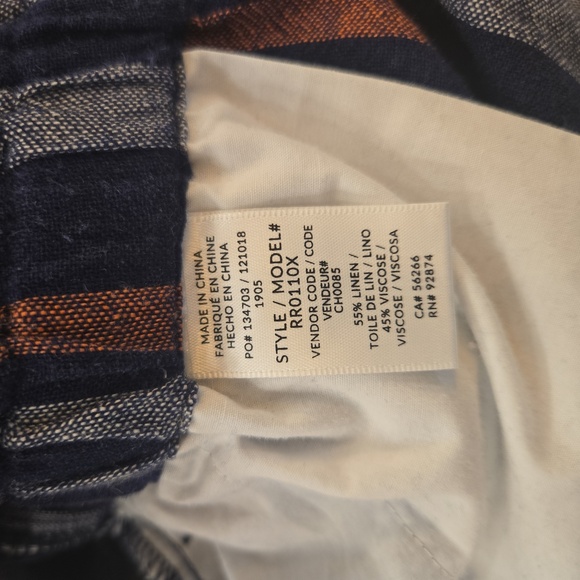 MADE IN CHINA
FABRIQUÉ EN CHINE
HECHO EN CHINA
PO# 134703 / 121018
1905
STYLE / MODEL#
RR0110X
VENDOR CODE / CODE
VENDEUR#
CH0085
55% LINEN /
TOILE DE LIN / LINO
45% VISCOSE /
VISCOSE / VISCOSA
CA# 56266
RN# 92874